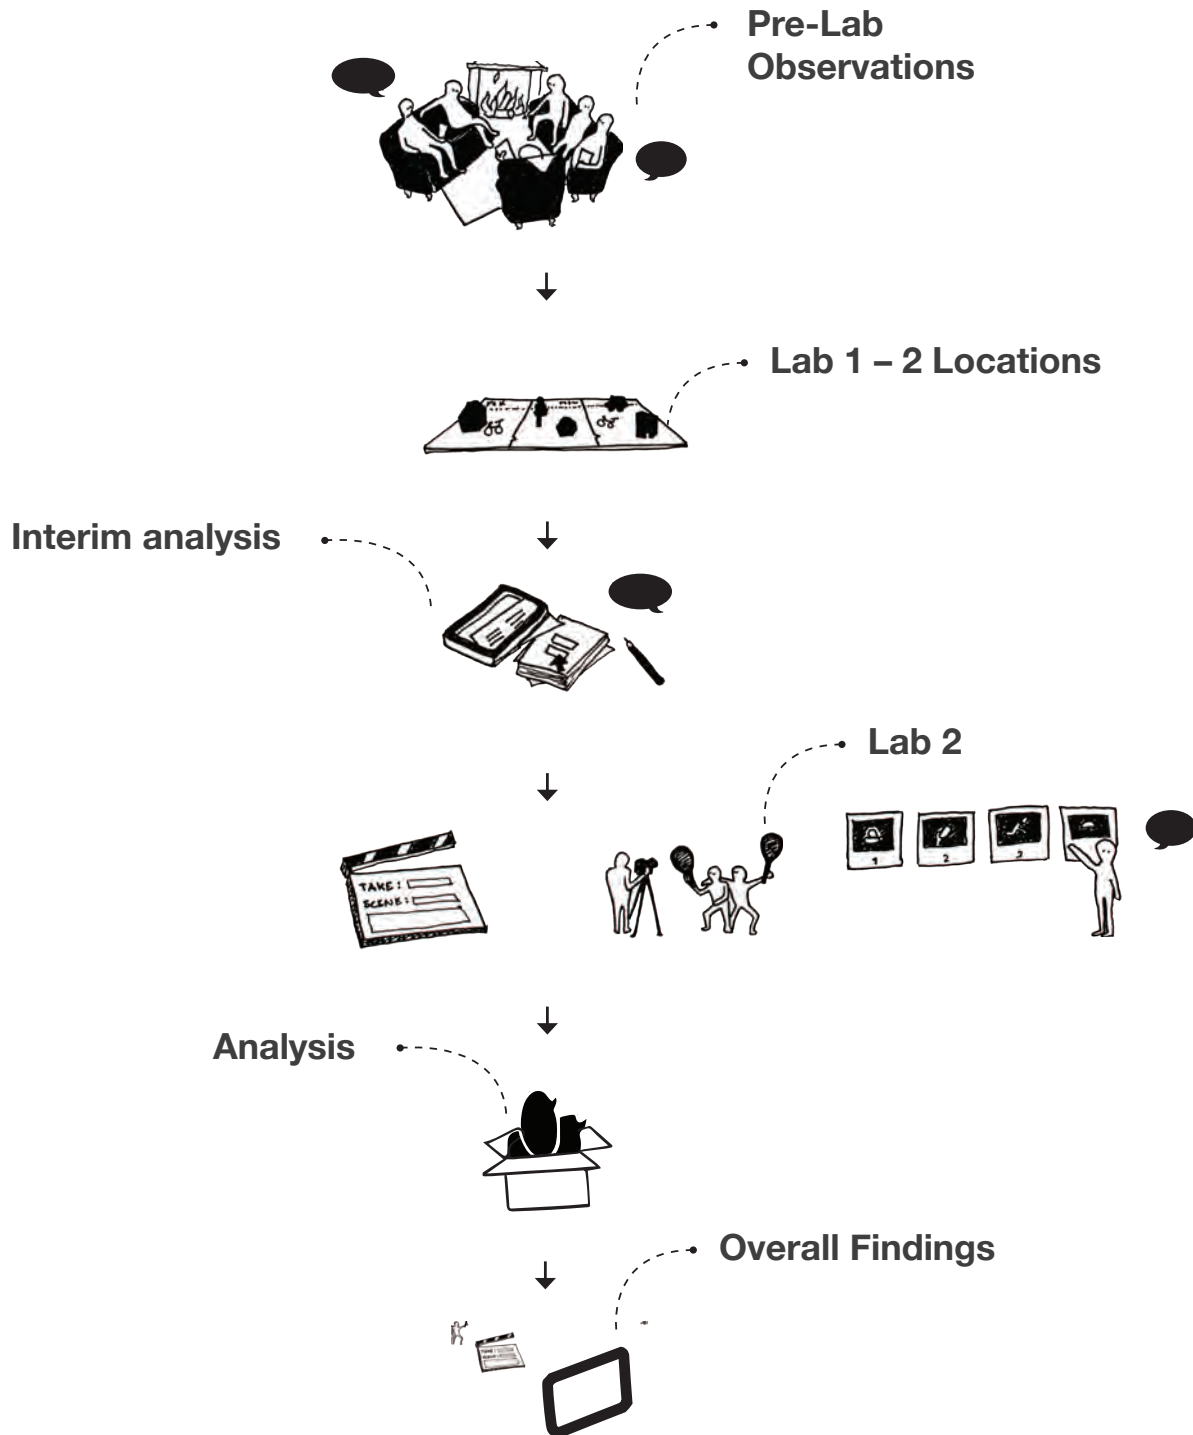 Pre-Lab
Observations
Lab 1 – 2 Locations
Interim analysis
Lab 2
TAKE:
SCENE:
1
2
3
Analysis
Overall Findings
TAKE: